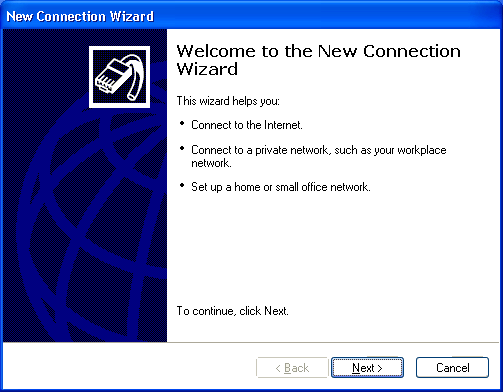 New Connection Wizard
Welcome to the New Connection
Wizard
This wizard helps you:
• Connect to the Internet.
• Connect to a private network, such as your workplace
network.
• Set up a home or small office network.
To continue, click Next.
< Back
Next >
Cancel